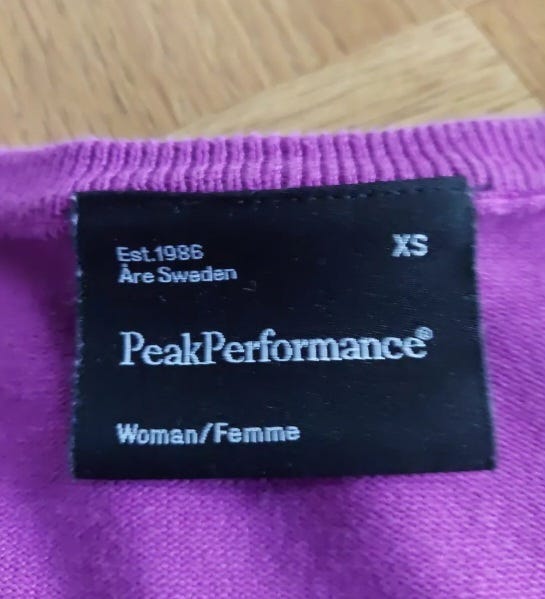 Est.1986
XS
Åre Sweden
PeakPerformance®
Woman/Femme